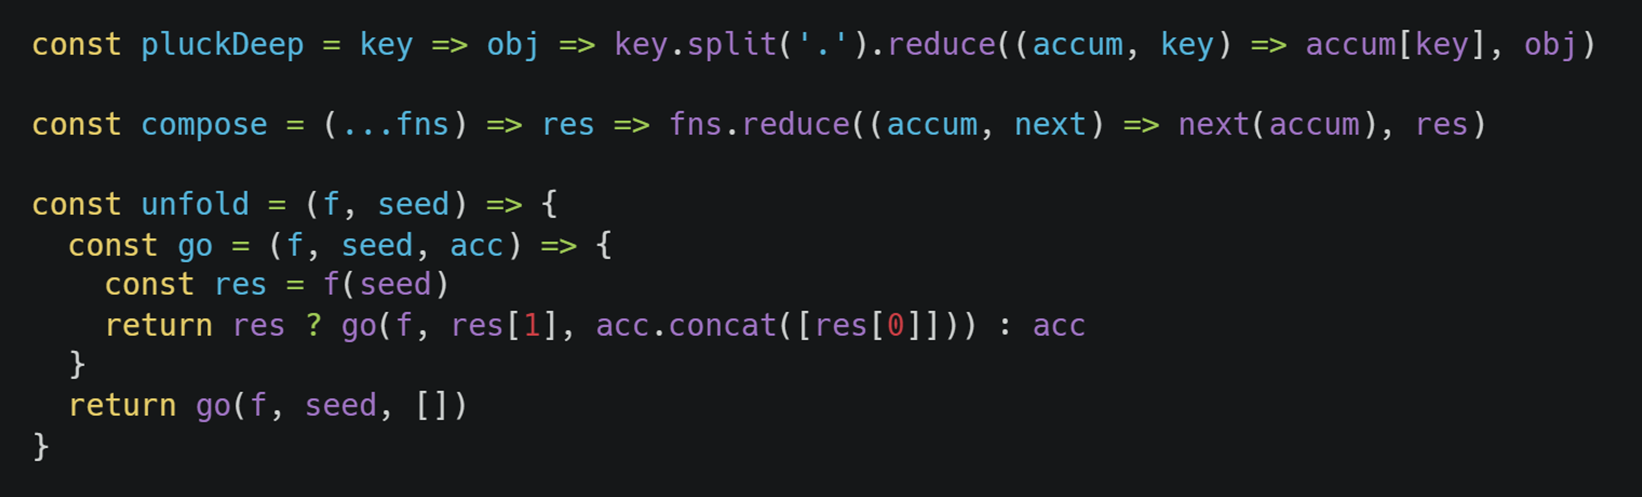 const pluckDeep = key => obj => key.split('.').reduce((accum, key) => accum[key], obj)
const compose = (...fns) => res => fns.reduce((accum, next) => next(accum), res)
const unfold = (f, seed) => {
  const go = (f, seed, acc) => {
    const res = f(seed)
    return res ? go(f, res[1], acc.concat([res[0]])) : acc
  }
  return go(f, seed, [])
}